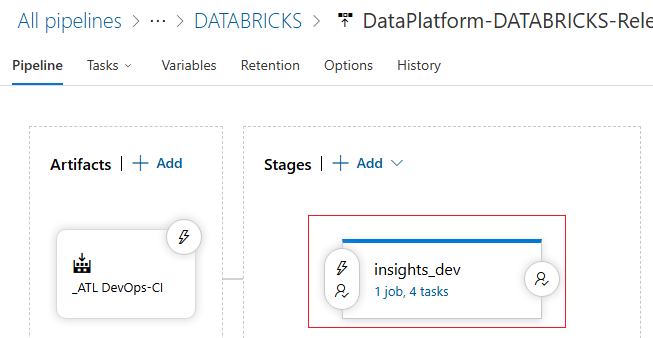 All pipelines > ··· > DATABRICKS > DataPlatform-DATABRICKS-Rele
Pipeline Tasks Variables Retention Options History
Artifacts | + Add
Stages | + Add
_ATL DevOps-CI
insights_dev
1 job, 4 tasks